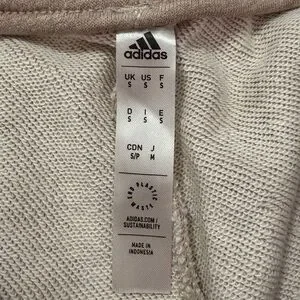 adidas
UK US F
S S S
D I E
S S S
CDN J
S/P M
END PLASTIC WASTE
ADIDAS.COM/
SUSTAINABILITY
MADE IN
INDONESIA